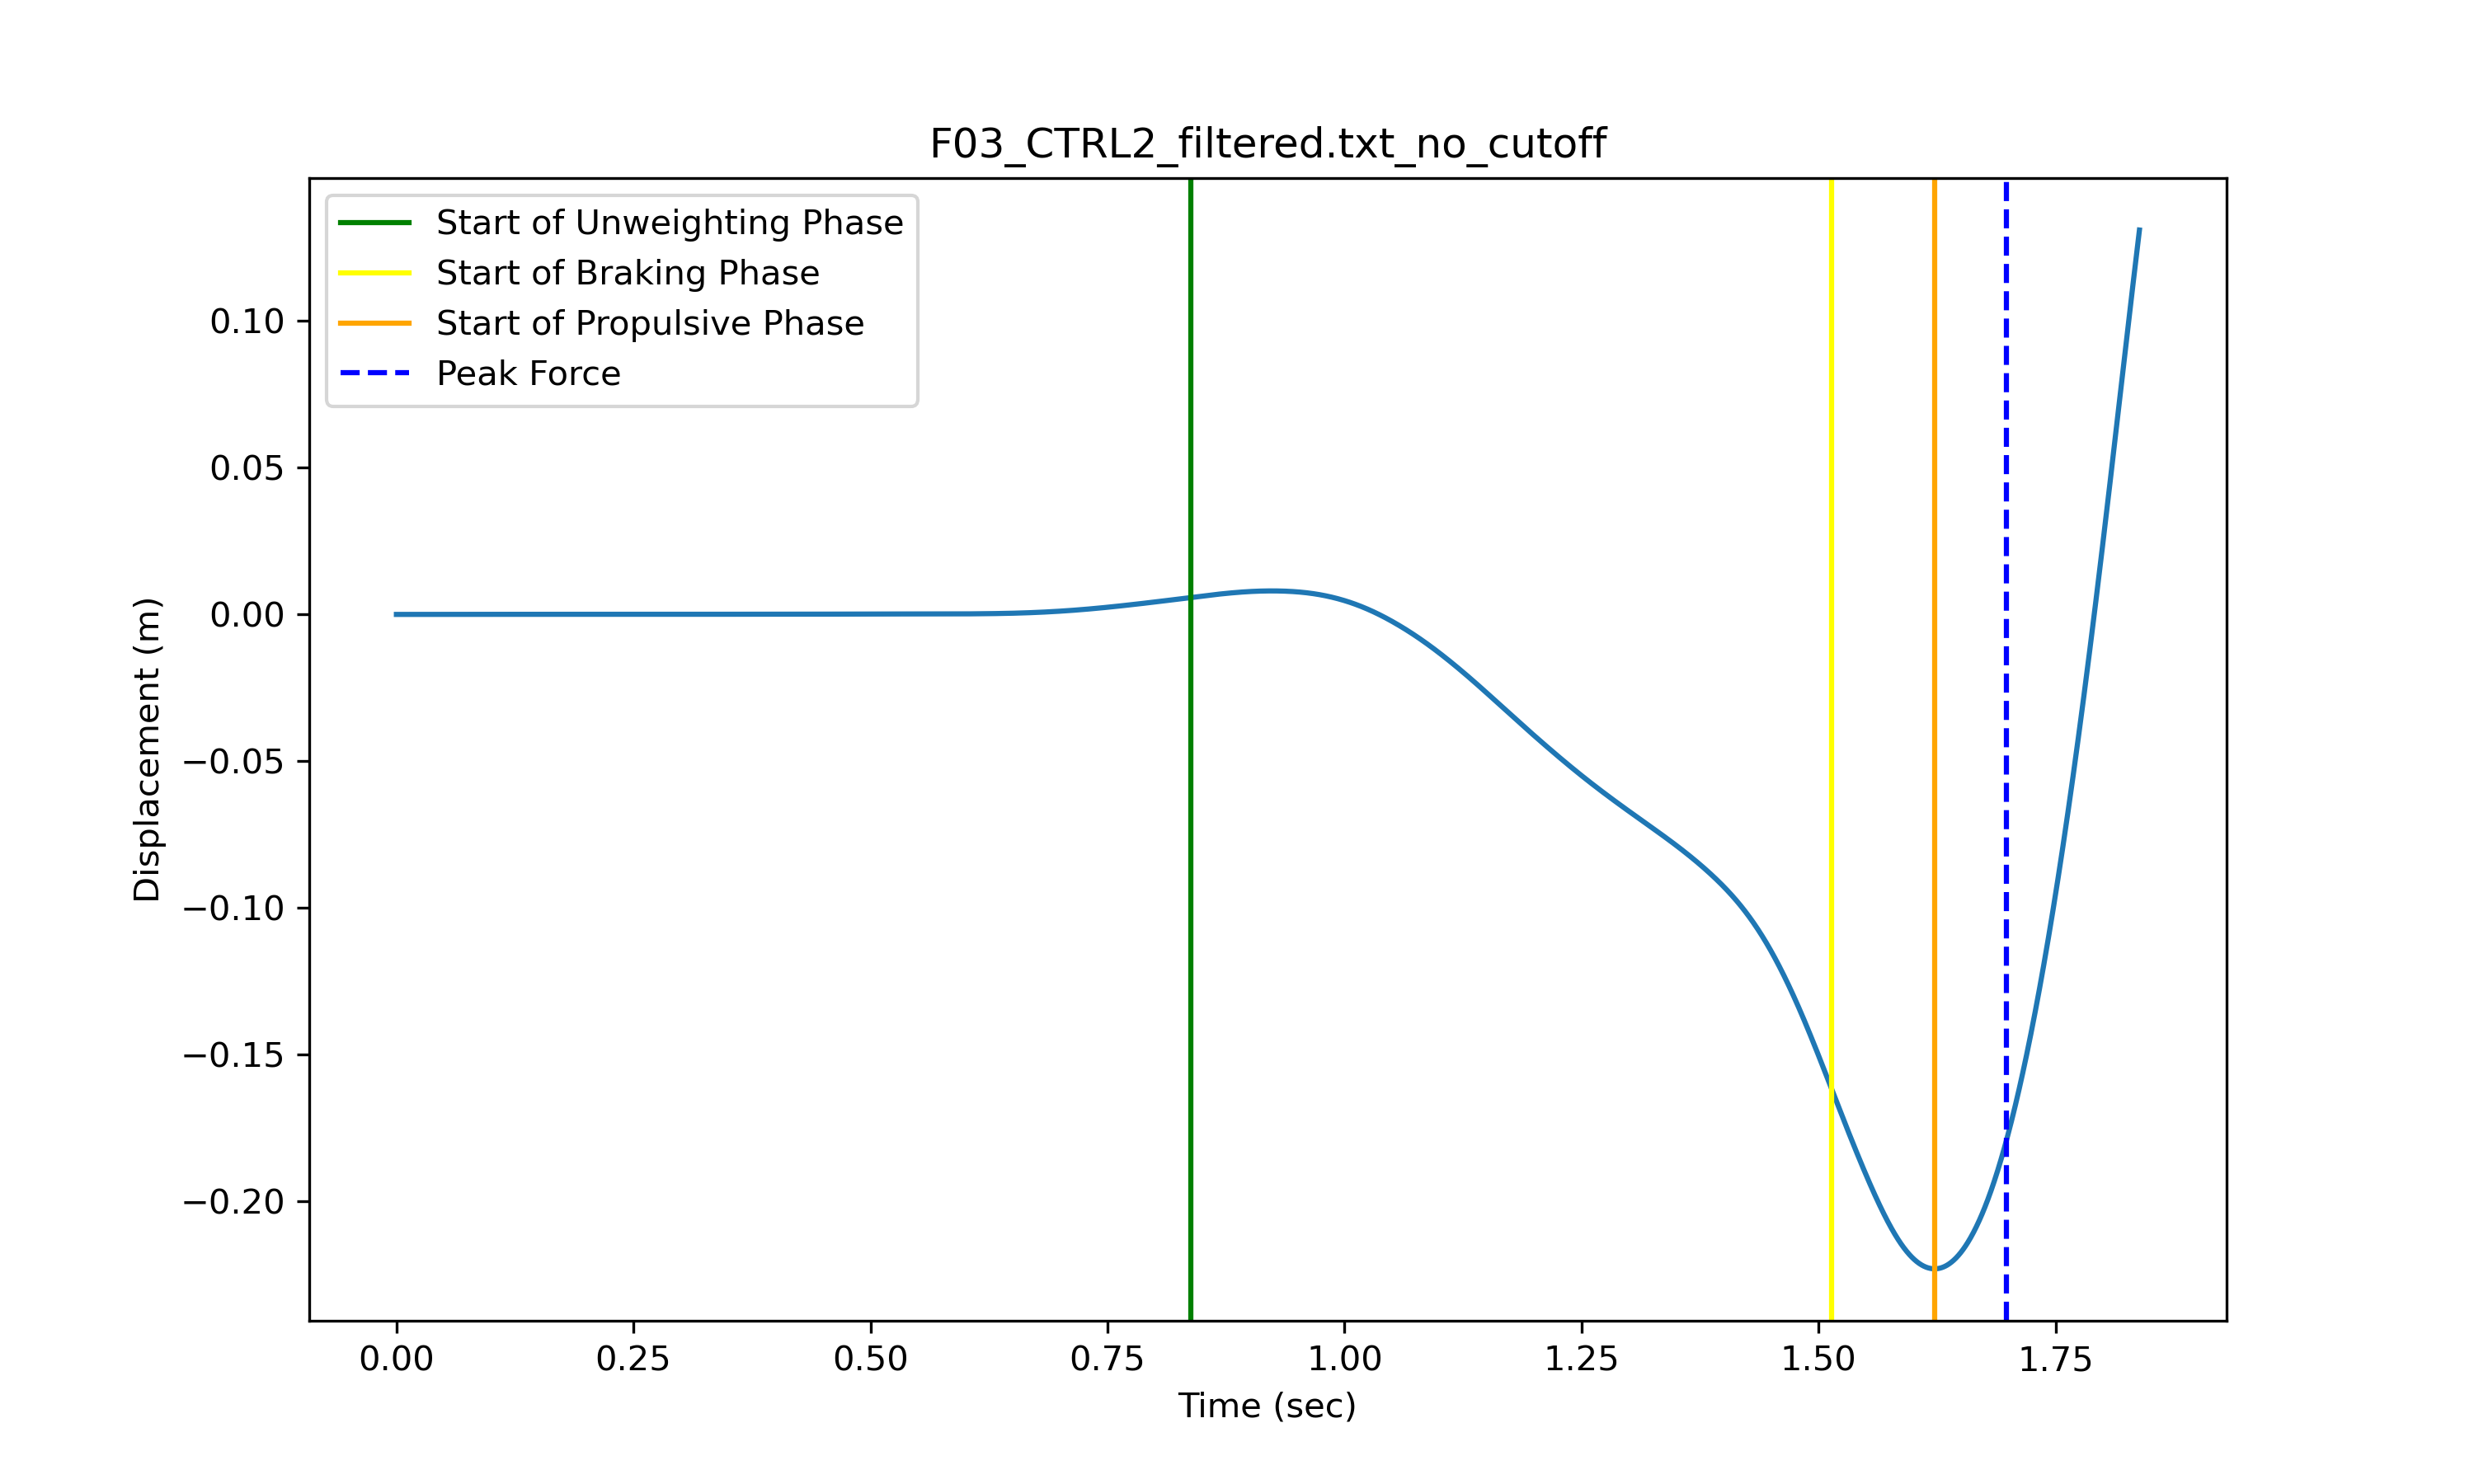 F03_CTRL2_filtered.txt_no_cutoff
Start of Unweighting Phase
Start of Braking Phase
Start of Propulsive Phase
Peak Force
0.10
0.05
0.00
−0.05
−0.10
−0.15
−0.20
Displacement (m)
0.00 0.25 0.50 0.75 1.00 1.25 1.50 1.75
Time (sec)